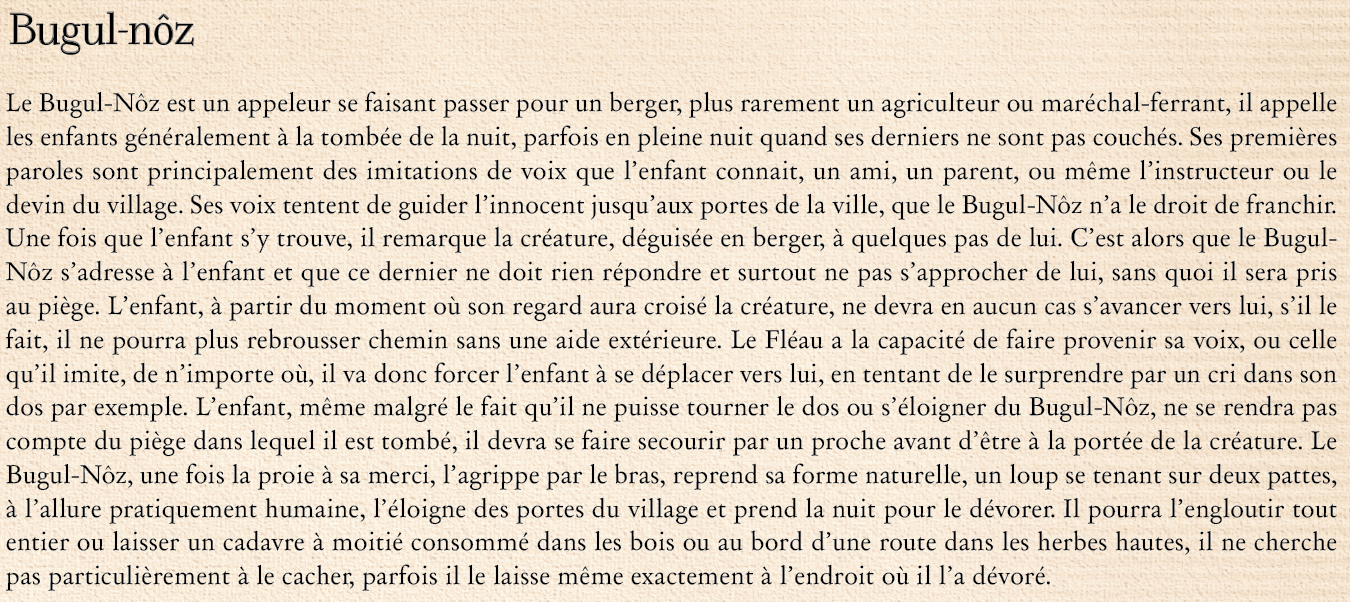 Bugul-nôz
Le Bugul-Nôz est un appeleur se faisant passer pour un berger, plus rarement un agriculteur ou maréchal-ferrant, il appelle
les enfants généralement à la tombée de la nuit, parfois en pleine nuit quand ses derniers ne sont pas couchés. Ses premières
paroles sont principalement des imitations de voix que l’enfant connait, un ami, un parent, ou même l’instructeur ou le
devin du village. Ses voix tentent de guider l’innocent jusqu’aux portes de la ville, que le Bugul-Nôz n’a le droit de franchir.
Une fois que l’enfant s’y trouve, il remarque la créature, déguisée en berger, à quelques pas de lui. C’est alors que le Bugul-
Nôz s’adresse à l’enfant et que ce dernier ne doit rien répondre et surtout ne pas s’approcher de lui, sans quoi il sera pris
au piège. L’enfant, à partir du moment où son regard aura croisé la créature, ne devra en aucun cas s’avancer vers lui, s’il le
fait, il ne pourra plus rebrousser chemin sans une aide extérieure. Le Fléau a la capacité de faire provenir sa voix, ou celle
qu’il imite, de n’importe où, il va donc forcer l’enfant à se déplacer vers lui, en tentant de le surprendre par un cri dans son
dos par exemple. L’enfant, même malgré le fait qu’il ne puisse tourner le dos ou s’éloigner du Bugul-Nôz, ne se rendra pas
compte du piège dans lequel il est tombé, il devra se faire secourir par un proche avant d’être à la portée de la créature. Le
Bugul-Nôz, une fois la proie à sa merci, l’agrippe par le bras, reprend sa forme naturelle, un loup se tenant sur deux pattes,
à l’allure pratiquement humaine, l’éloigne des portes du village et prend la nuit pour le dévorer. Il pourra l’engloutir tout
entier ou laisser un cadavre à moitié consommé dans les bois ou au bord d’une route dans les herbes hautes, il ne cherche
pas particulièrement à le cacher, parfois il le laisse même exactement à l’endroit où il l’a dévoré.